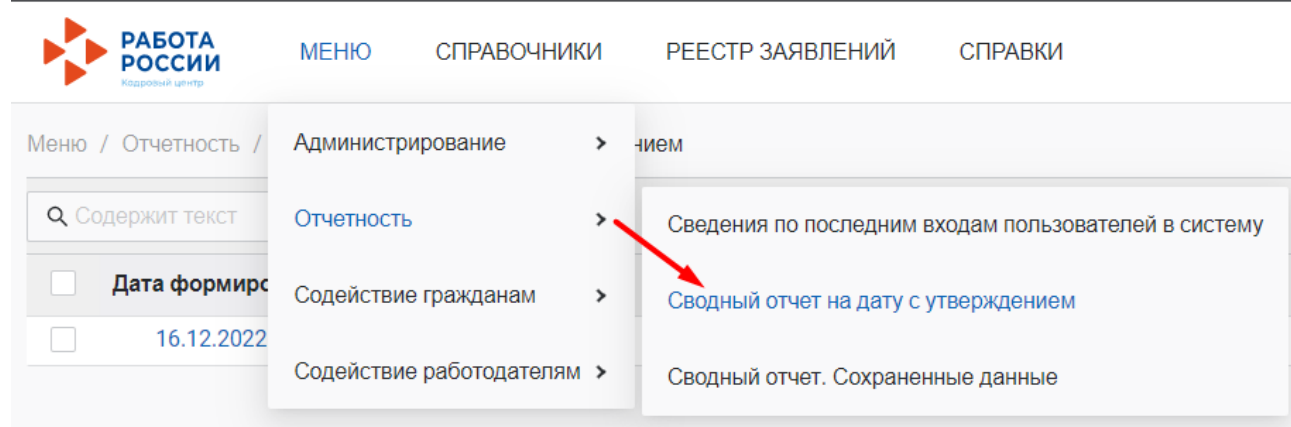 РАБОТА
РОССИИ
Кадровый центр
МЕНЮ СПРАВОЧНИКИ РЕЕСТР ЗАЯВЛЕНИЙ СПРАВКИ
Меню / Отчетность / нием
Содержит текст
Дата формиро
16.12.2022
Администрирование
Отчетность
Содействие гражданам
Содействие работодателям
Сведения по последним входам пользователей в систему
Сводный отчет на дату с утверждением
Сводный отчет. Сохраненные данные